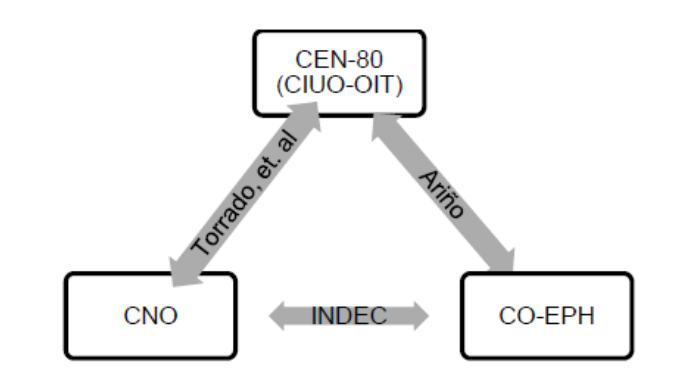 CEN-80
(CIUO-OIT)
Torrado, et. al
Ariño
CNO
INDEC
CO-EPH